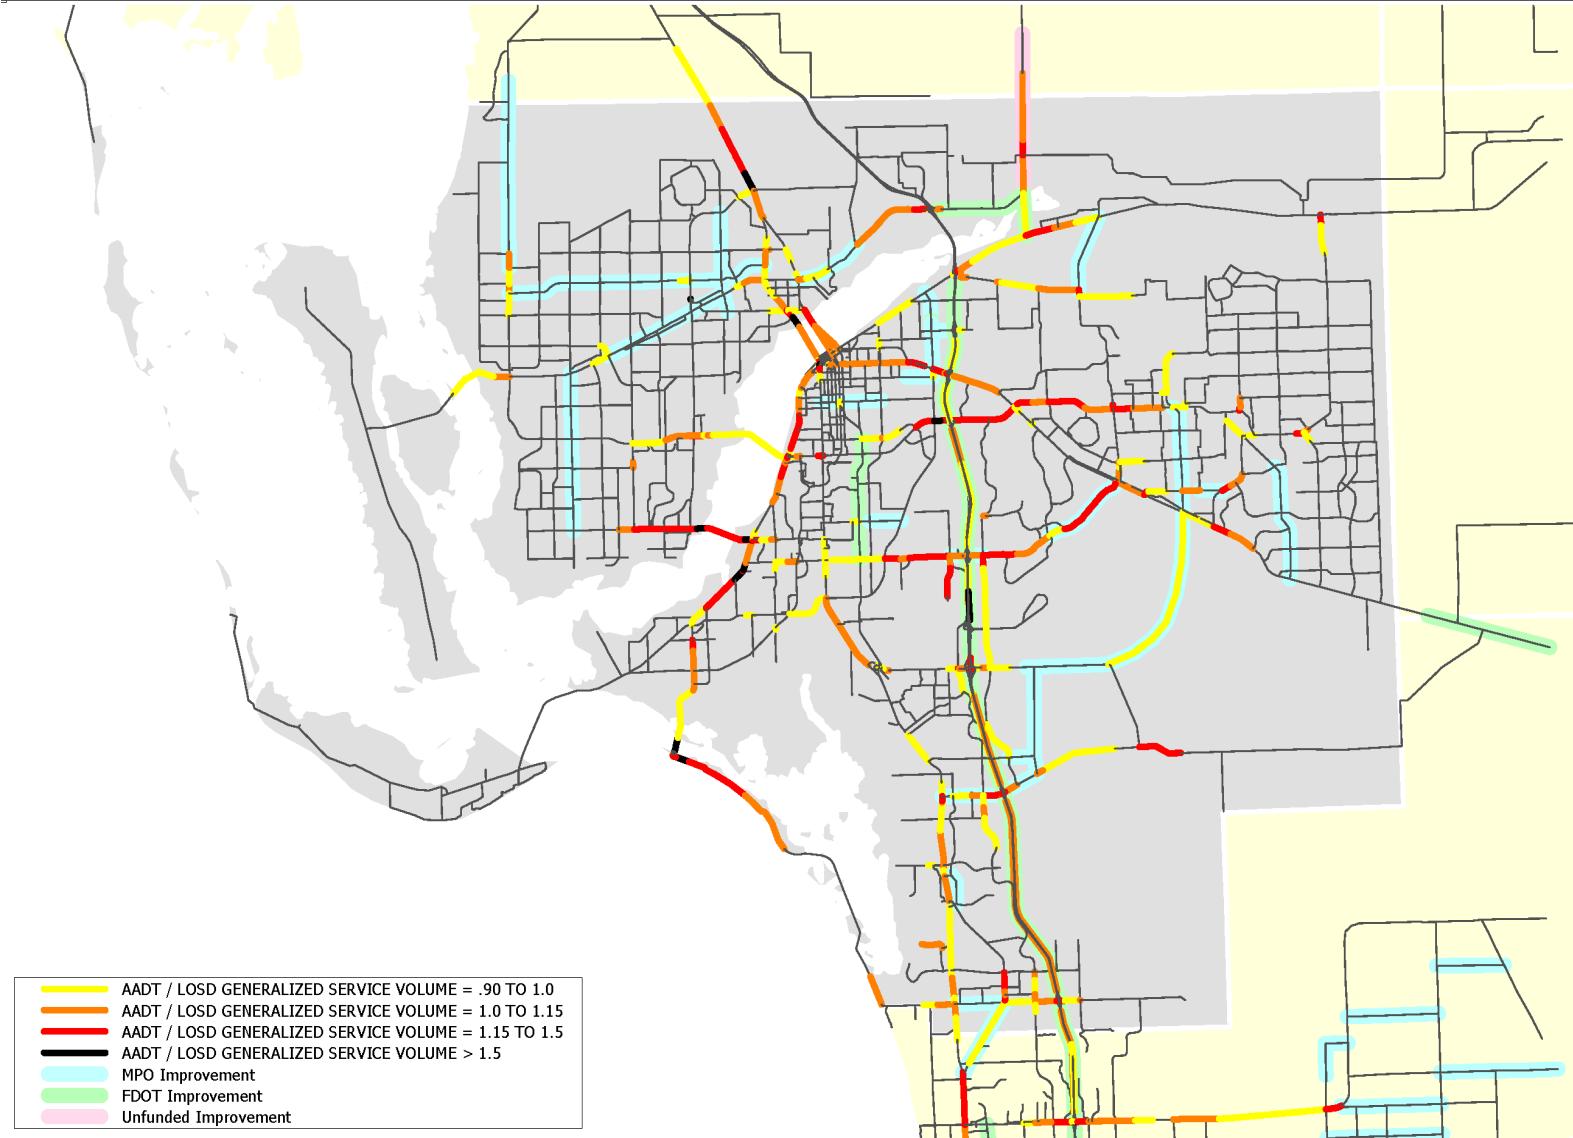 AADT / LOSD GENERALIZED SERVICE VOLUME = .90 TO 1.0
AADT / LOSD GENERALIZED SERVICE VOLUME = 1.0 TO 1.15
AADT / LOSD GENERALIZED SERVICE VOLUME = 1.15 TO 1.5
AADT / LOSD GENERALIZED SERVICE VOLUME > 1.5
MPO Improvement
FDOT Improvement
Unfunded Improvement